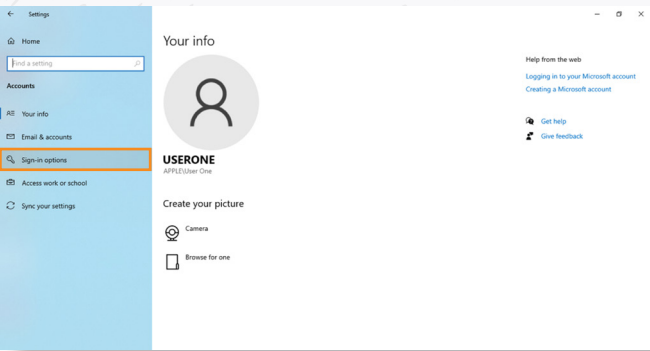 Settings
Home
Find a setting
Accounts
Your info
Email & accounts
Sign-in options
Access work or school
Sync your settings
Your info
USERONE
APPLE\User One
Create your picture
Camera
Browse for one
Help from the web
Logging in to your Microsoft account
Creating a Microsoft account
Get help
Give feedback